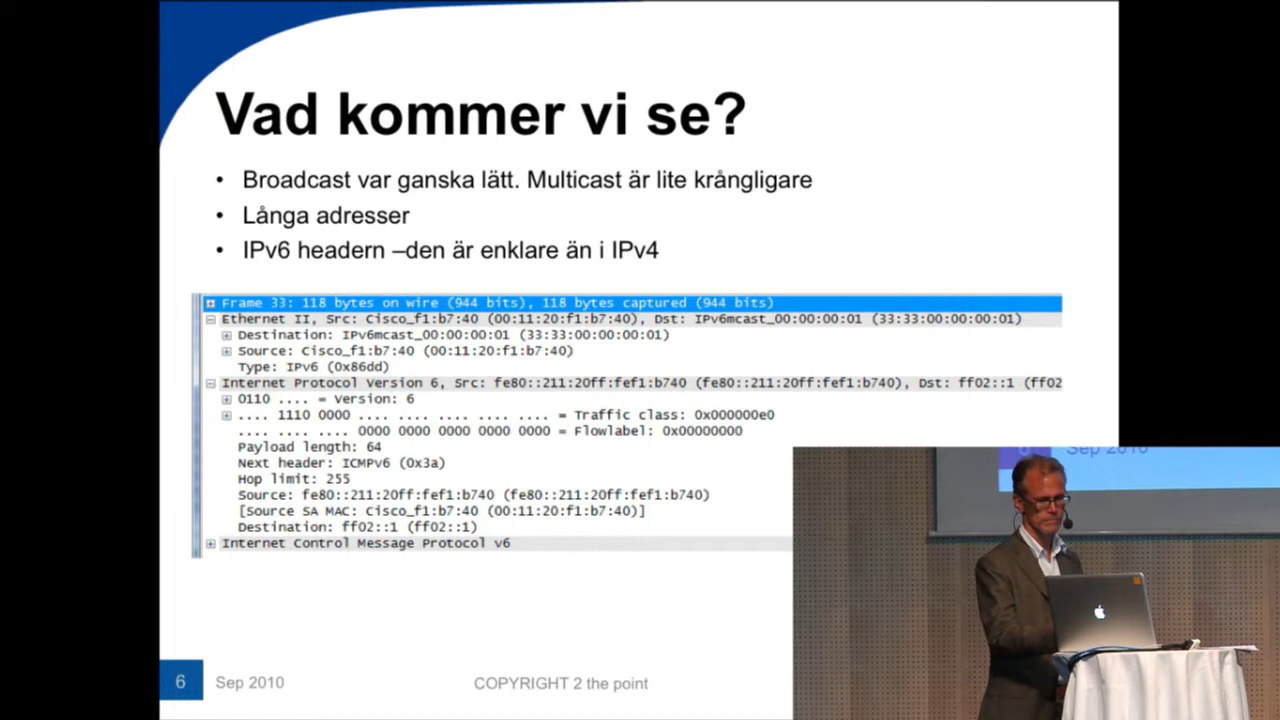 Vad kommer vi se?
• Broadcast var ganska lätt. Multicast är lite krångligare
• Långa adresser
• IPv6 headern –den är enklare än i IPv4
Frame 33: 118 bytes on wire (944 bits), 118 bytes captured (944 bits)
Ethernet II, Src: Cisco_f1:b7:40 (00:11:20:f1:b7:40), Dst: IPv6mcast_00:00:00:01 (33:33:00:00:00:01)
Destination: IPv6mcast_00:00:00:01 (33:33:00:00:00:01)
Source: Cisco_f1:b7:40 (00:11:20:f1:b7:40)
Type: IPv6 (0x86dd)
Internet Protocol Version 6, Src: fe80::211:20ff:fef1:b740 (fe80::211:20ff:fef1:b740), Dst: ff02::1 (ff02
0110 .... = Version: 6
.... 1110 0000 .... .... .... .... .... = Traffic class: 0x000000e0
.... .... .... 0000 0000 0000 0000 0000 = Flowlabel: 0x00000000
Payload length: 64
Next header: ICMPv6 (0x3a)
Hop limit: 255
Source: fe80::211:20ff:fef1:b740 (fe80::211:20ff:fef1:b740)
[Source SA MAC: Cisco_f1:b7:40 (00:11:20:f1:b7:40)]
Destination: ff02::1 (ff02::1)
Internet Control Message Protocol v6
6 Sep 2010 COPYRIGHT 2 the point
6 Sep 2010